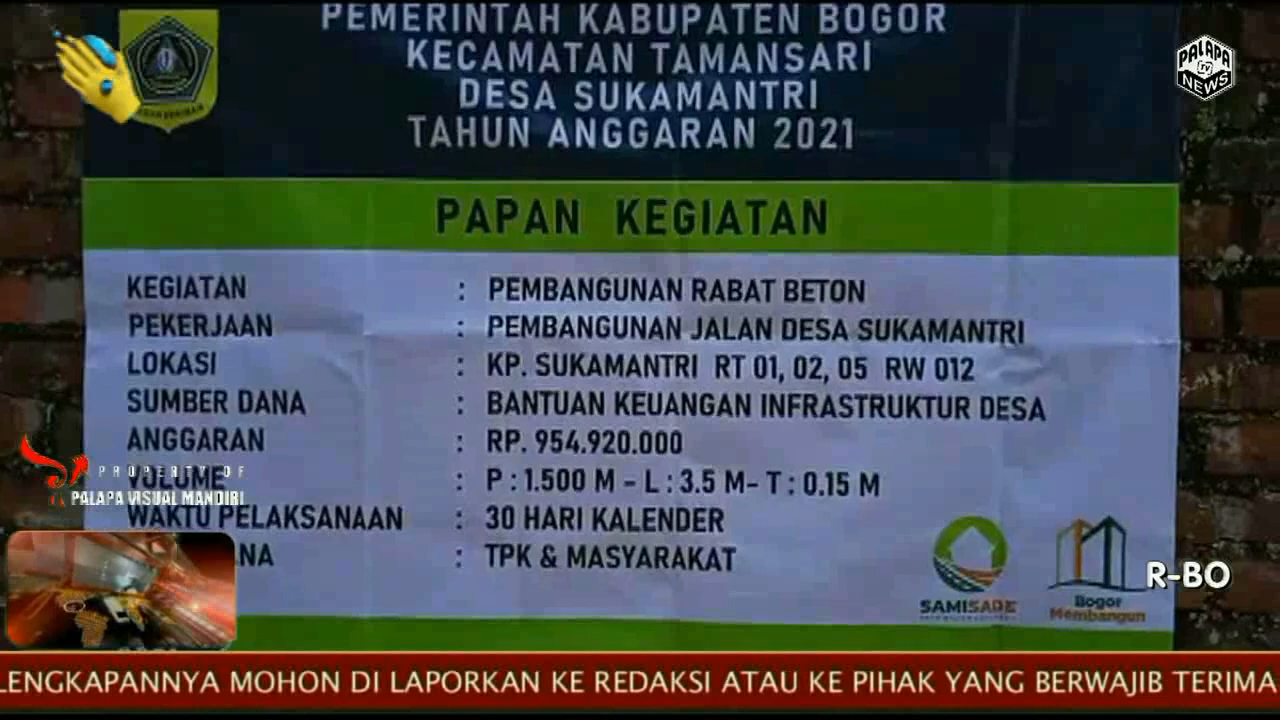 PEMERINTAH KABUPATEN BOGOR
KECAMATAN TAMANSARI
DESA SUKAMANTRI
TAHUN ANGGARAN 2021
PALAPA
TV
NEWS
PAPAN KEGIATAN
KEGIATAN : PEMBANGUNAN RABAT BETON
PEKERJAAN : PEMBANGUNAN JALAN DESA SUKAMANTRI
LOKASI : KP. SUKAMANTRI RT 01, 02, 05 RW 012
SUMBER DANA : BANTUAN KEUANGAN INFRASTRUKTUR DESA
ANGGARAN : RP. 954.920.000
VOLUME : P : 1.500 M - L : 3.5 M- T : 0.15 M
PROPERTY OF
PALAPA VISUAL MANDIRI
WAKTU PELAKSANAAN : 30 HARI KALENDER
ANA : TPK & MASYARAKAT
SAMISADE
Bogor
Membangun
R-BO
LENGKAPANNYA MOHON DI LAPORKAN KE REDAKSI ATAU KE PIHAK YANG BERWAJIB TERIMA